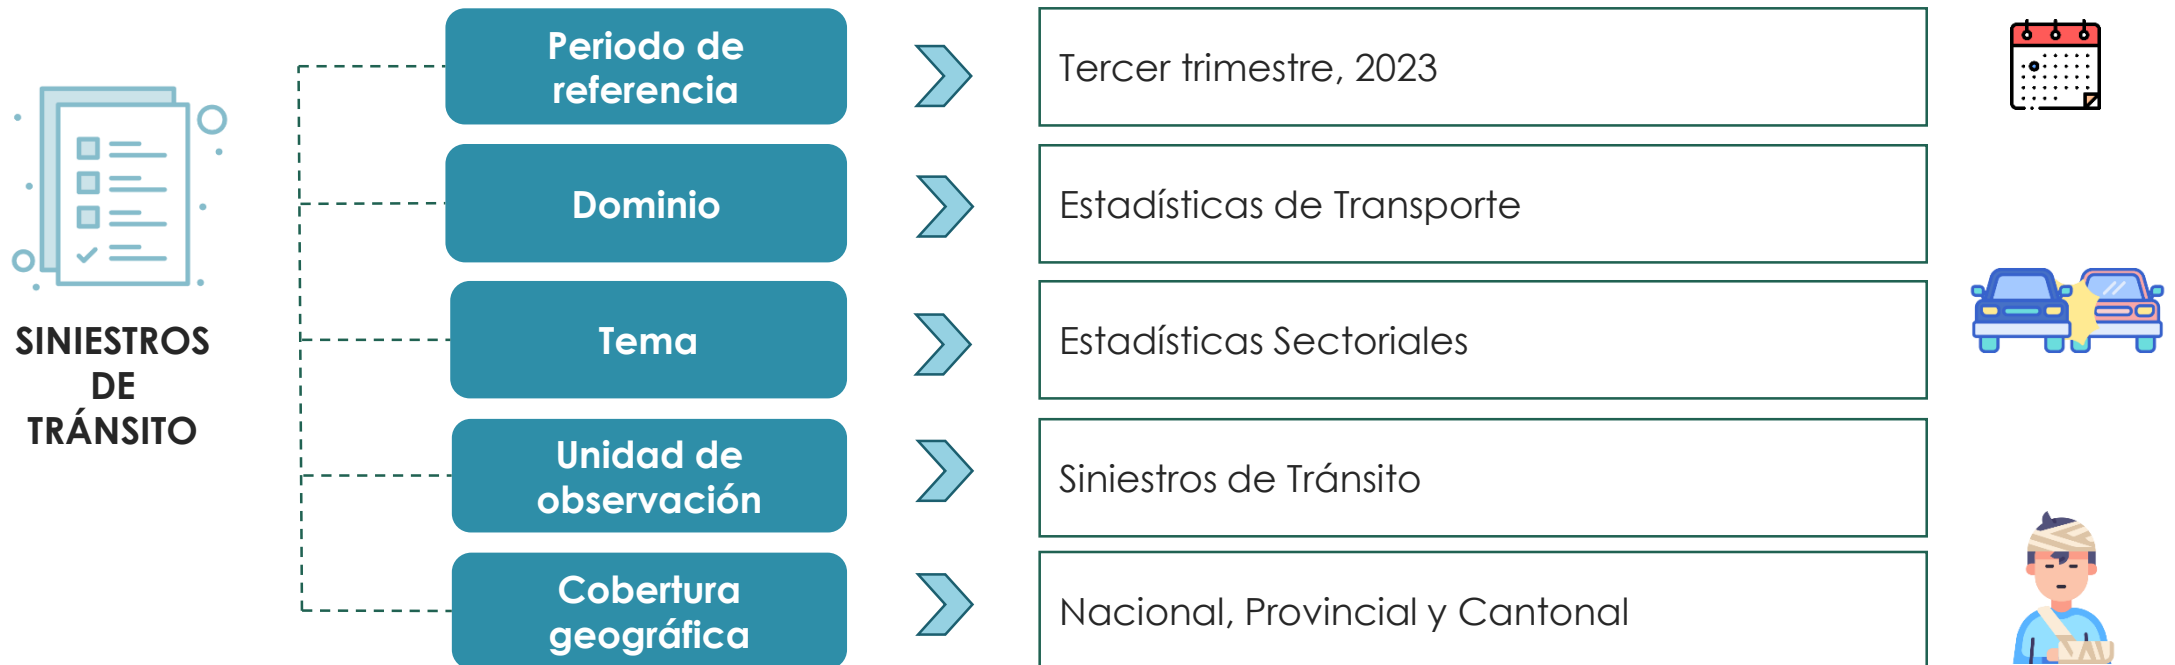 SINIESTROS
DE
TRÁNSITO
Periodo de
referencia
Tercer trimestre, 2023
Dominio
Estadísticas de Transporte
Tema
Estadísticas Sectoriales
Unidad de
observación
Siniestros de Tránsito
Cobertura
geográfica
Nacional, Provincial y Cantonal